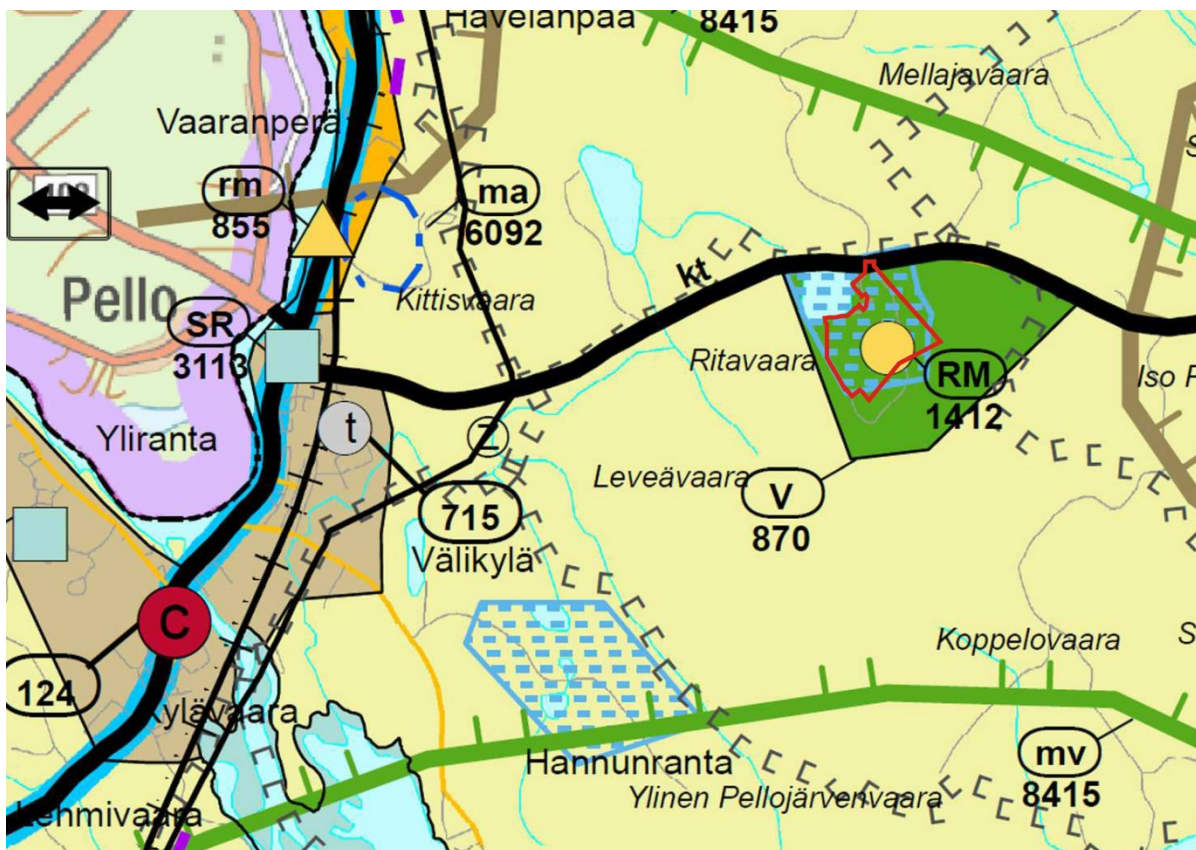 Havelanpää
8415
Mellajavaara
Vaaranperä
rm
855
ma
6092
Pello
Kittisvaara
kt
SR
3113
Ritavaara
RM
1412
Yliranta
t
Z
Leveävaara
V
870
715
Välikylä
C
124
Kylävaara
Koppelovaara
Hannunranta
mv
8415
Ylinen Pellojärvenvaara
Lehmivaara